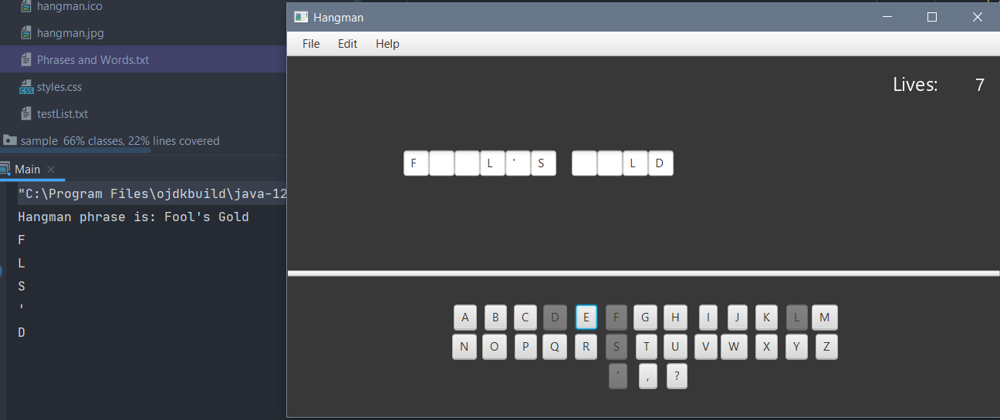 hangman.ico
hangman.jpg
Phrases and Words.txt
styles.css
testList.txt
sample 66% classes, 22% lines covered
Main
"C:\Program Files\ojdkbuild\java-12
Hangman phrase is: Fool's Gold
F
L
S
'
D
Hangman
File Edit Help
Lives: 7
F L ' S L D
A B C D E F G H I J K L M
N O P Q R S T U V W X Y Z
' , ?